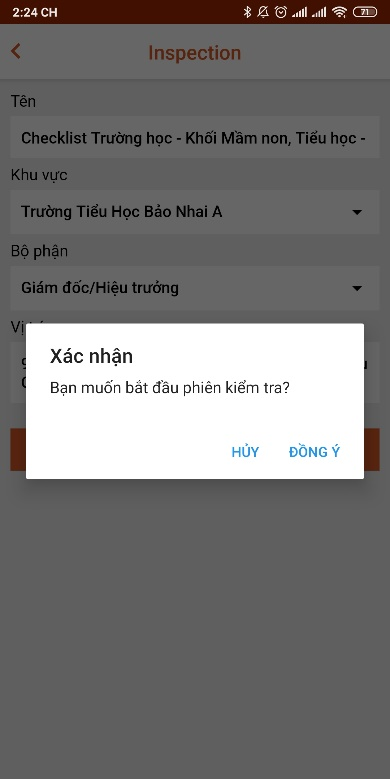 2:24 CH
71
Inspection
Tên
Checklist Trường học - Khối Mầm non, Tiểu học -
Khu vực
Trường Tiểu Học Bảo Nhai A
Bộ phận
Giám đốc/Hiệu trưởng
Xác nhận
Bạn muốn bắt đầu phiên kiểm tra?
HỦY
ĐỒNG Ý